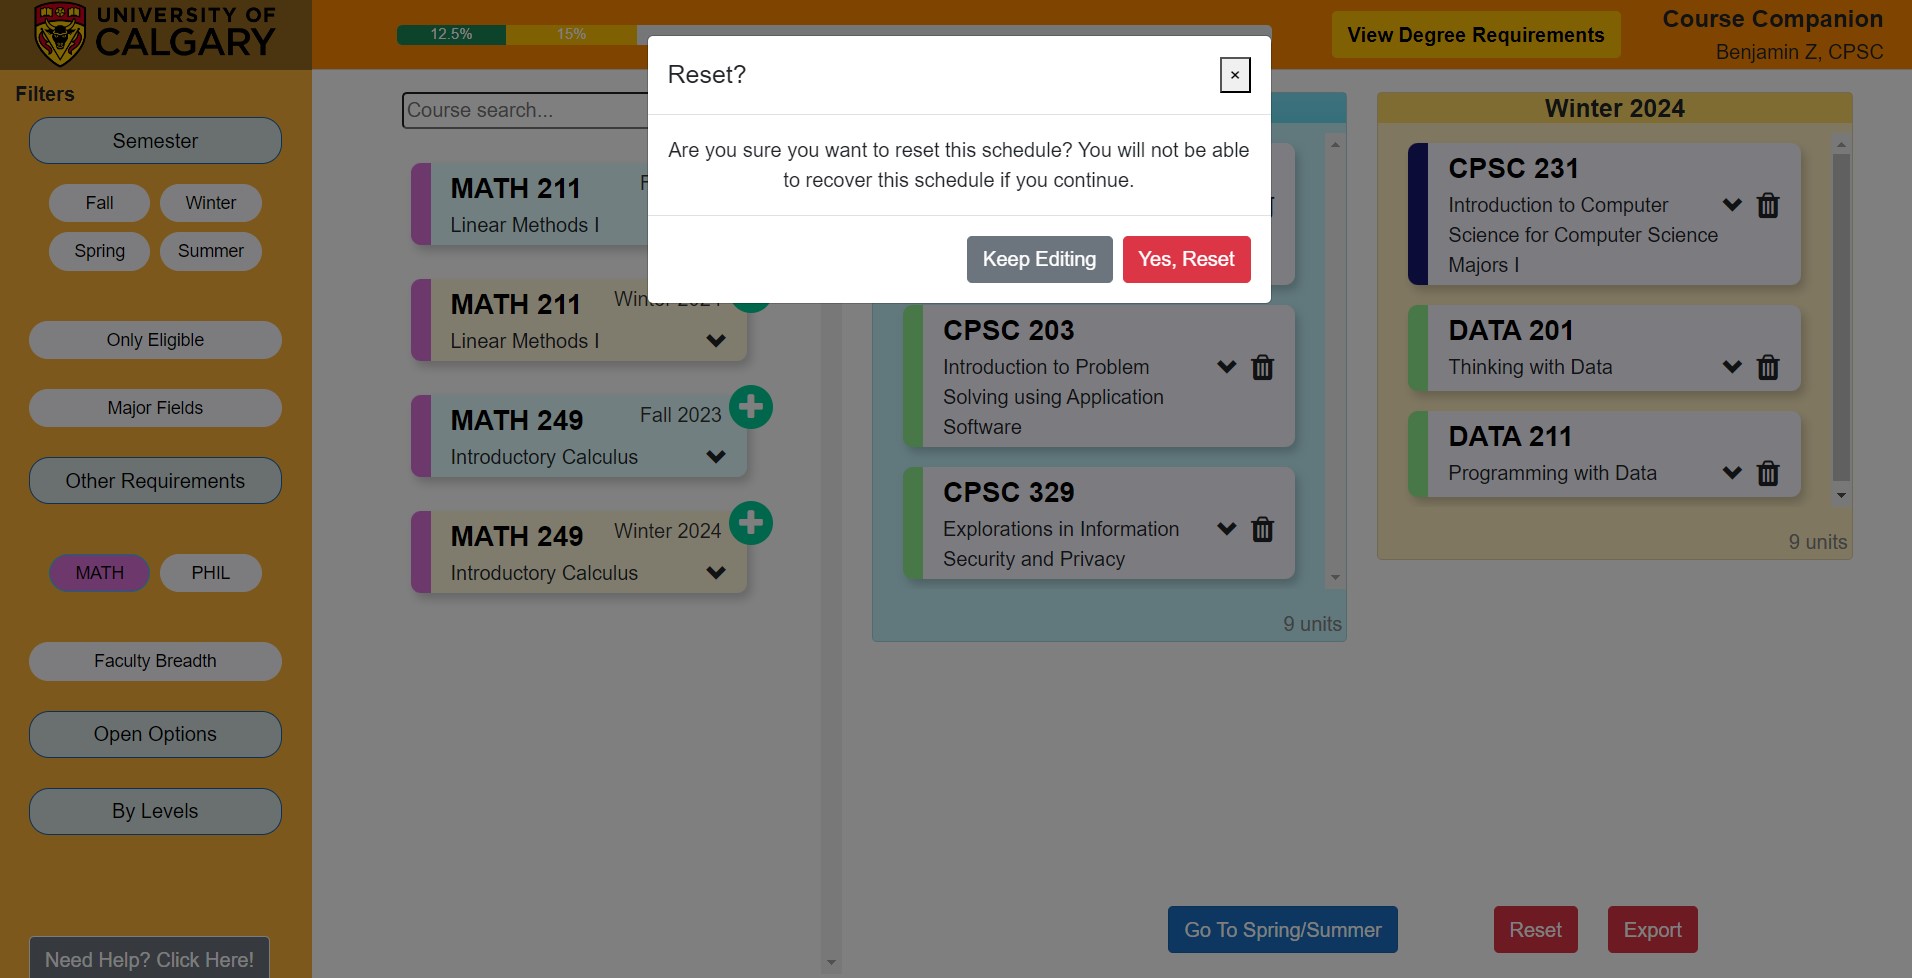 UNIVERSITY OF
CALGARY
12.5%
15%
View Degree Requirements
Course Companion
Benjamin Z, CPSC
Filters
Semester
Fall
Winter
Spring
Summer
Only Eligible
Major Fields
Other Requirements
MATH
PHIL
Faculty Breadth
Open Options
By Levels
Need Help? Click Here!
Course search...
MATH 211
Linear Methods I
MATH 211
Winter 2024
Linear Methods I
MATH 249
Fall 2023
Introductory Calculus
MATH 249
Winter 2024
Introductory Calculus
Reset?
×
Are you sure you want to reset this schedule? You will not be able
to recover this schedule if you continue.
Keep Editing
Yes, Reset
CPSC 203
Introduction to Problem
Solving using Application
Software
CPSC 329
Explorations in Information
Security and Privacy
9 units
Winter 2024
CPSC 231
Introduction to Computer
Science for Computer Science
Majors I
DATA 201
Thinking with Data
DATA 211
Programming with Data
9 units
Go To Spring/Summer
Reset
Export